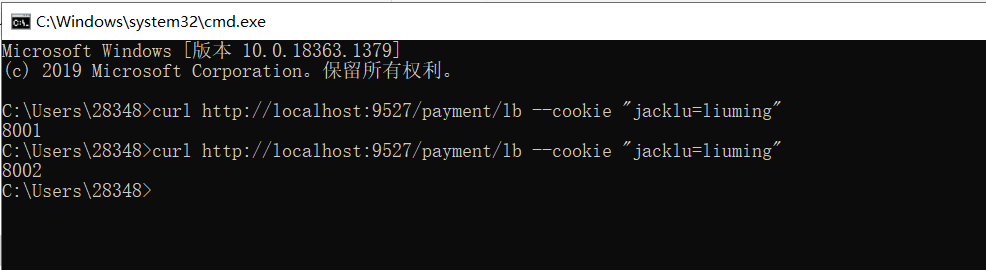 C:\Windows\system32\cmd.exe
Microsoft Windows [版本 10.0.18363.1379]
(c) 2019 Microsoft Corporation。保留所有权利。
C:\Users\28348>curl http://localhost:9527/payment/lb --cookie "jacklu=liuming"
8001
C:\Users\28348>curl http://localhost:9527/payment/lb --cookie "jacklu=liuming"
8002
C:\Users\28348>